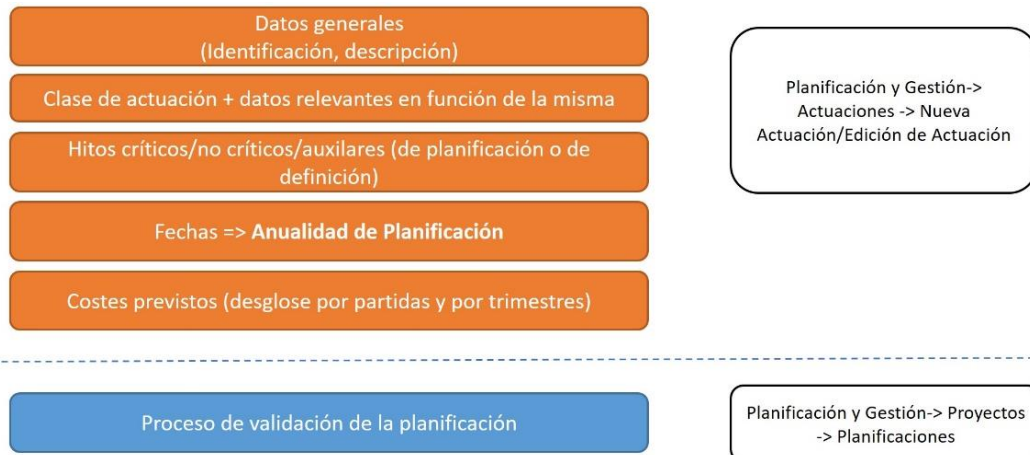 Datos generales
(Identificación, descripción)
Clase de actuación + datos relevantes en función de la misma
Hitos críticos/no críticos/auxilares (de planificación o de
definición)
Fechas => Anualidad de Planificación
Costes previstos (desglose por partidas y por trimestres)
Planificación y Gestión->
Actuaciones -> Nueva
Actuación/Edición de Actuación
Proceso de validación de la planificación
Planificación y Gestión-> Proyectos
-> Planificaciones